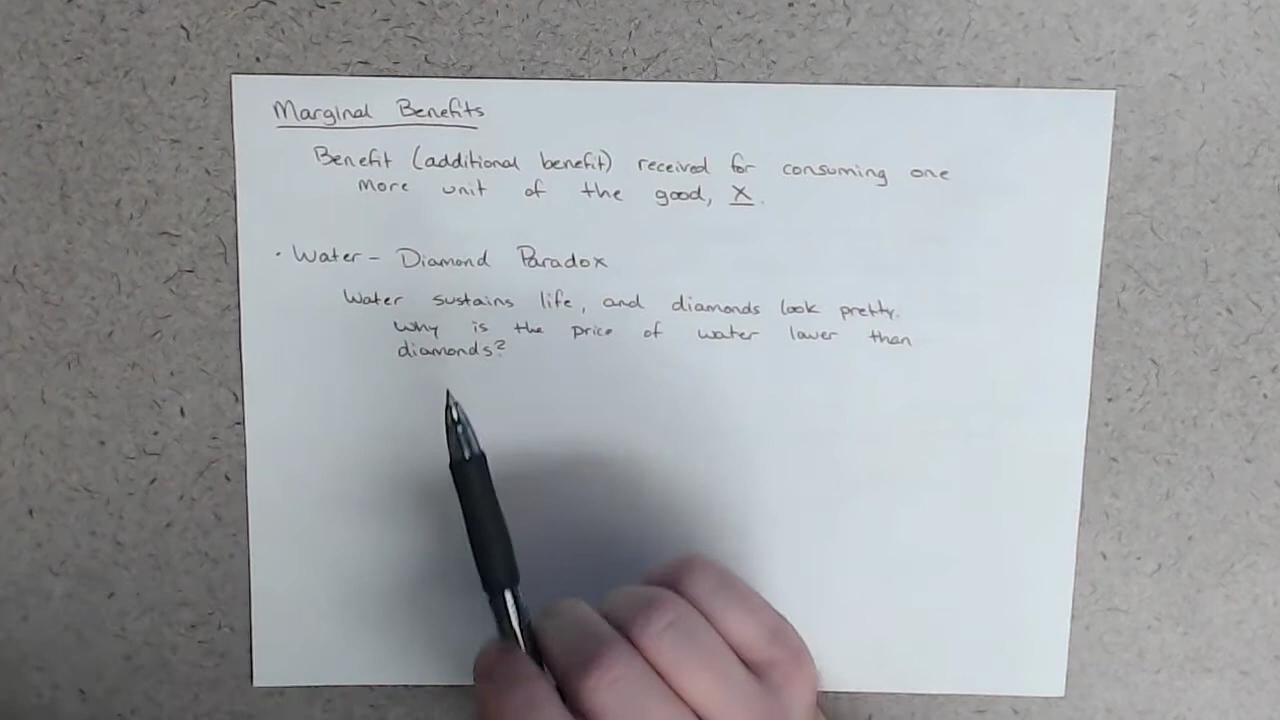 Marginal Benefits
Benefit (additional benefit) received for consuming one
more unit of the good, X.
• Water - Diamond Paradox
Water sustains life, and diamonds look pretty.
Why is the price of water lower than
diamonds?